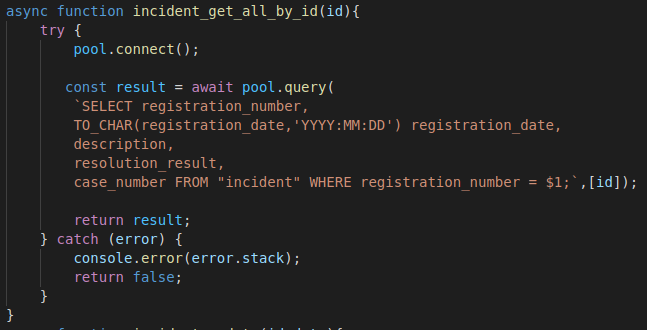 async function incident_get_all_by_id(id){
try {
pool.connect();
const result = await pool.query(
`SELECT registration_number,
TO_CHAR(registration_date,'YYYY:MM:DD') registration_date,
description,
resolution_result,
case_number FROM "incident" WHERE registration_number = $1;`,[id]);
return result;
} catch (error) {
console.error(error.stack);
return false;
}
}